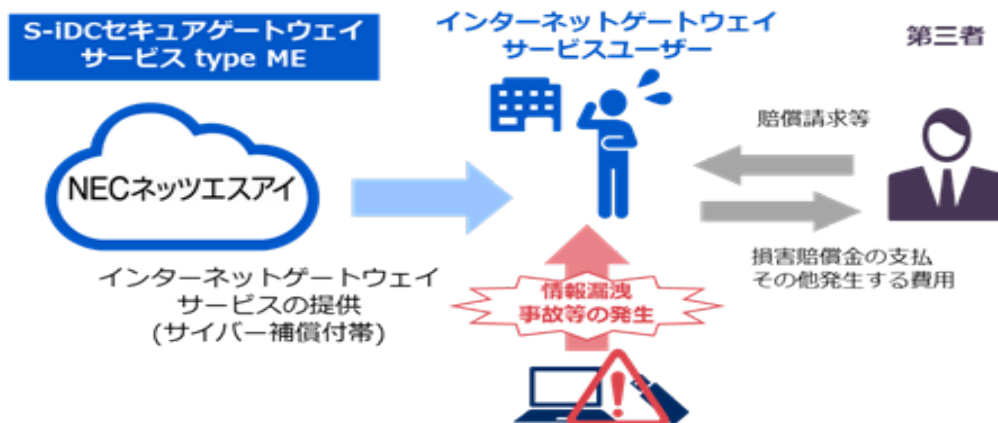 S-iDCセキュアゲートウェイ
サービス type ME
インターネットゲートウェイ
サービスユーザー
第三者
賠償請求等
NECネッツエスアイ
損害賠償金の支払
その他発生する費用
インターネットゲートウェイ
サービスの提供
(サイバー補償付帯)
情報漏洩
事故等の発生